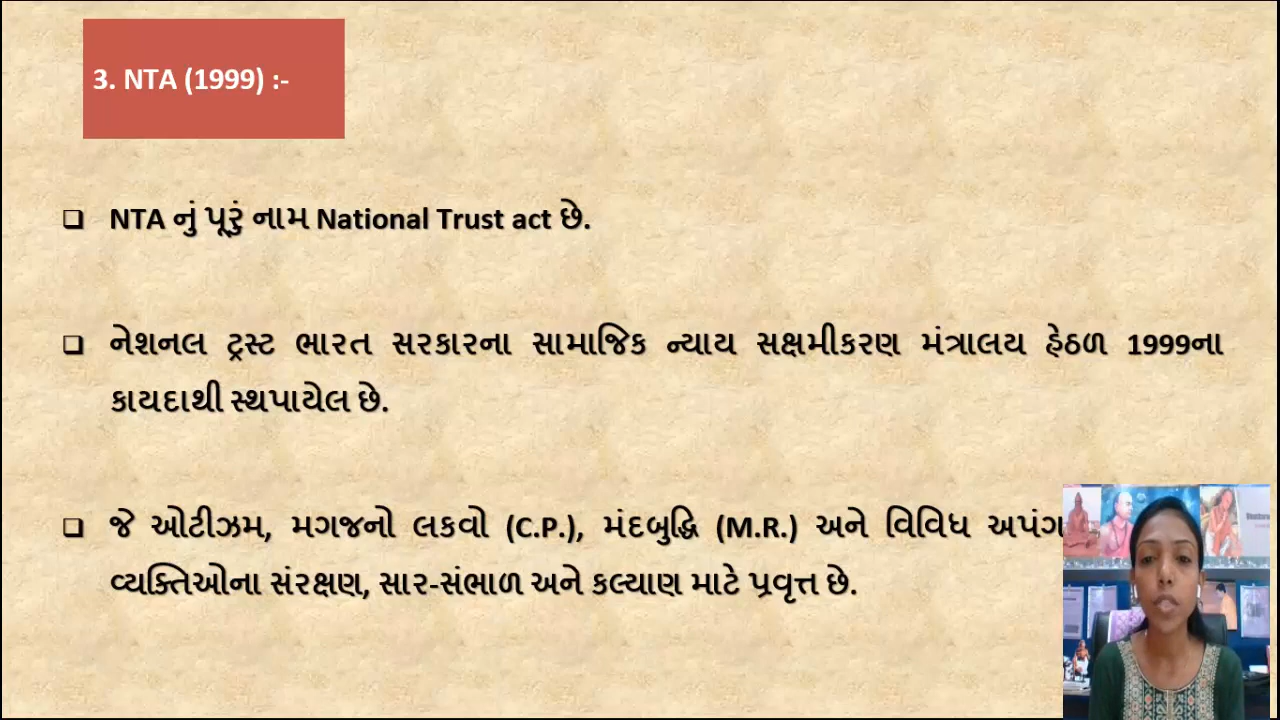 3. NTA (1999) :-
NTA નું પૂરું નામ National Trust act છે.
નેશનલ ટ્રસ્ટ ભારત સરકારના સામાજિક ન્યાય સક્ષમીકરણ મંત્રાલય હેઠળ 1999ના
કાયદાથી સ્થપાયેલ છે.
જે ઓટીઝમ, મગજનો લકવો (C.P.), મંદબુદ્ધિ (M.R.) અને વિવિધ અપંગ
વ્યક્તિઓના સંરક્ષણ, સાર-સંભાળ અને કલ્યાણ માટે પ્રવૃત્ત છે.